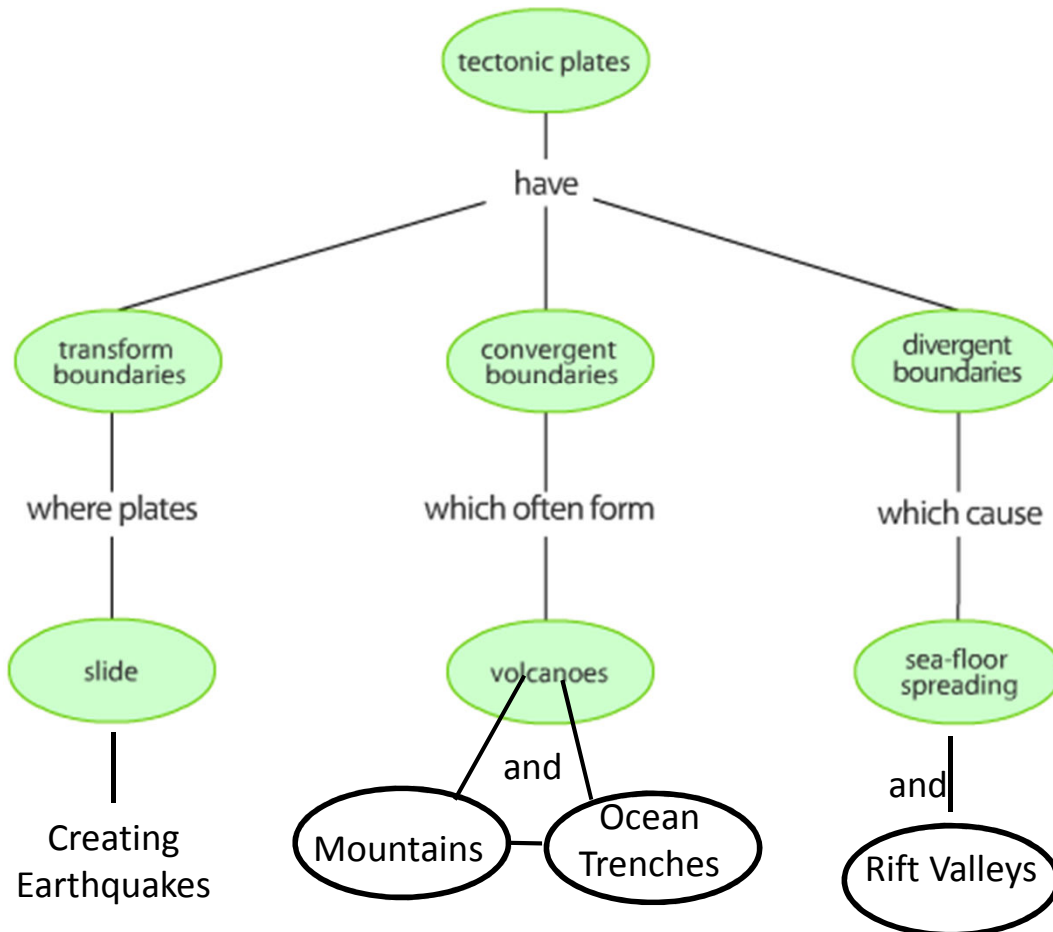 tectonic plates
have
transform
boundaries
convergent
boundaries
divergent
boundaries
where plates
which often form
which cause
slide
volcanoes
sea-floor
spreading
and
and
Creating
Earthquakes
Mountains
Ocean
Trenches
Rift Valleys